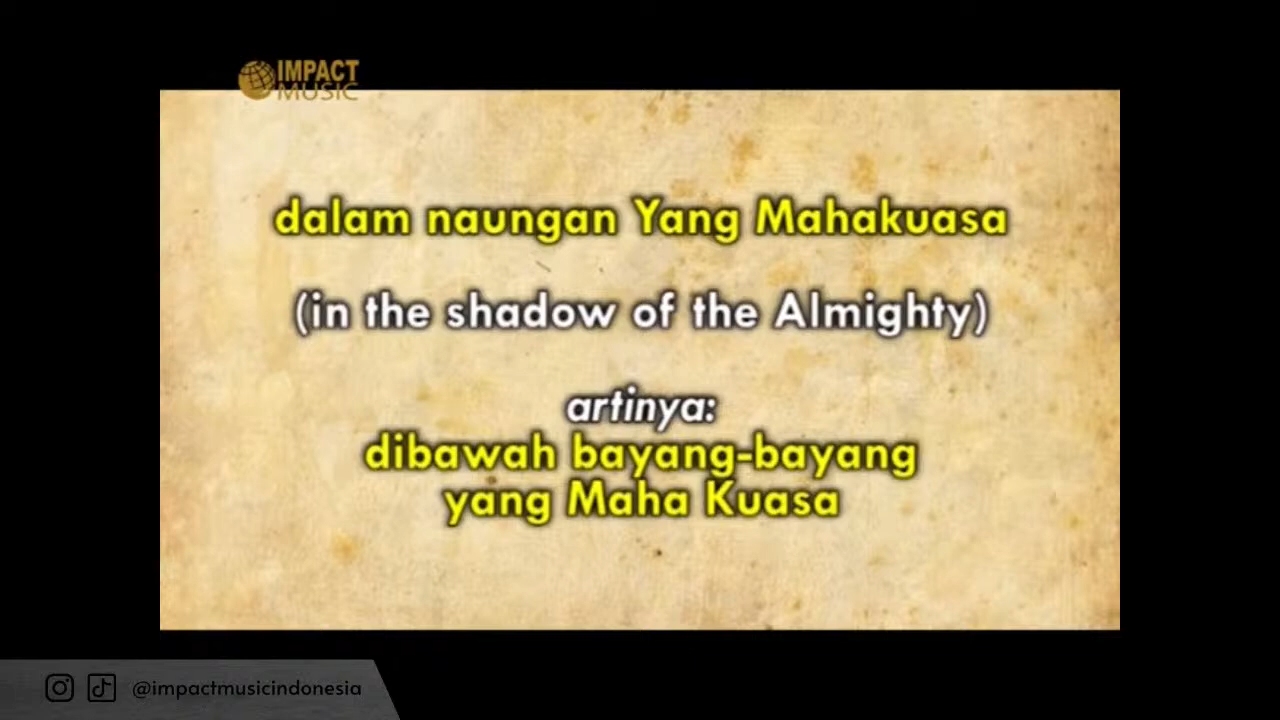 IMPACT
MUSIC
dalam naungan Yang Mahakuasa
(in the shadow of the Almighty)
artinya:
dibawah bayang-bayang
yang Maha Kuasa
@impactmusicindonesia